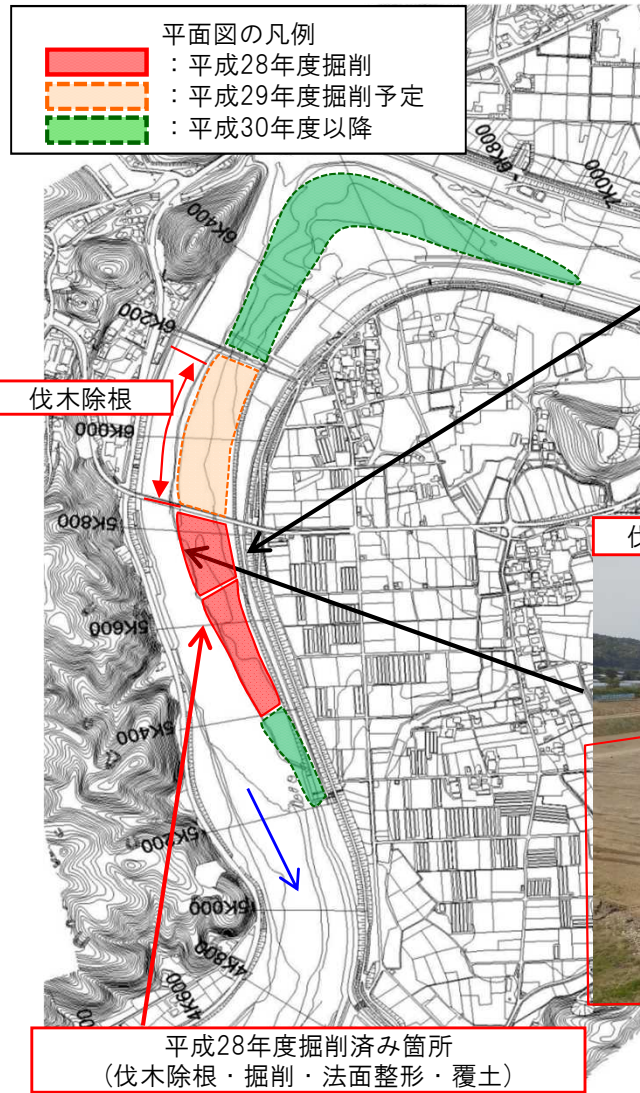 平面図の凡例
：平成28年度掘削
：平成29年度掘削予定
：平成30年度以降
6K800
7K000
6K400
6K200
伐木除根
6K000
5K800
伐
5K600
5K400
5K200
5K000
4K800
4K600
平成28年度掘削済み箇所
(伐木除根・掘削・法面整形・覆土)